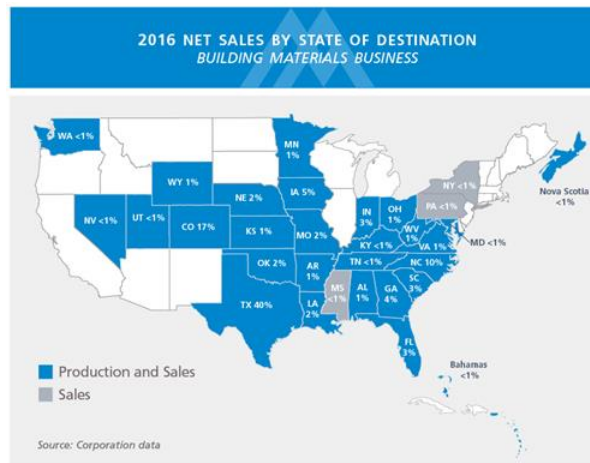 2016 NET SALES BY STATE OF DESTINATION
BUILDING MATERIALS BUSINESS
WA <1%
MN
1%
WY 1%
IA 5%
NE 2%
NV <1%
UT <1%
CO 17%
KS 1%
MO 2%
IN
3%
OH
1%
NY <1%
PA <1%
Nova Scotia
<1%
WV
1%
MD <1%
KY <1%
VA 1%
TN <1%
NC 10%
OK 2%
AR
1%
SC
3%
MS
<1%
AL
1%
GA
4%
TX 40%
LA
2%
FL
3%
Bahamas
<1%
Production and Sales
Sales
Source: Corporation data